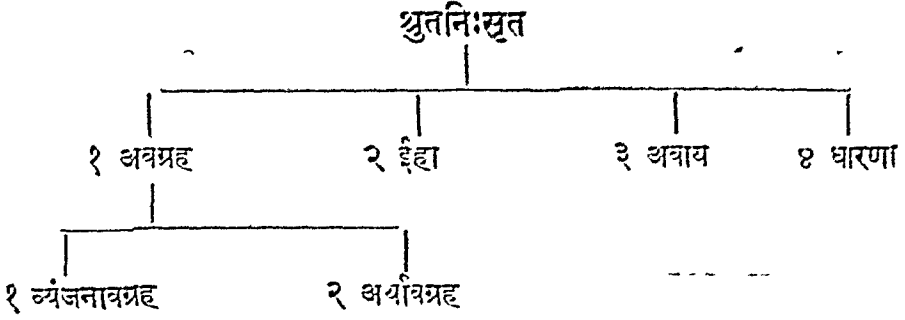 श्रुतनिःसृत
१ अवग्रह २ ईहा ३ अवाय ४ धारणा
१ व्यंजनावग्रह २ अर्थावग्रह